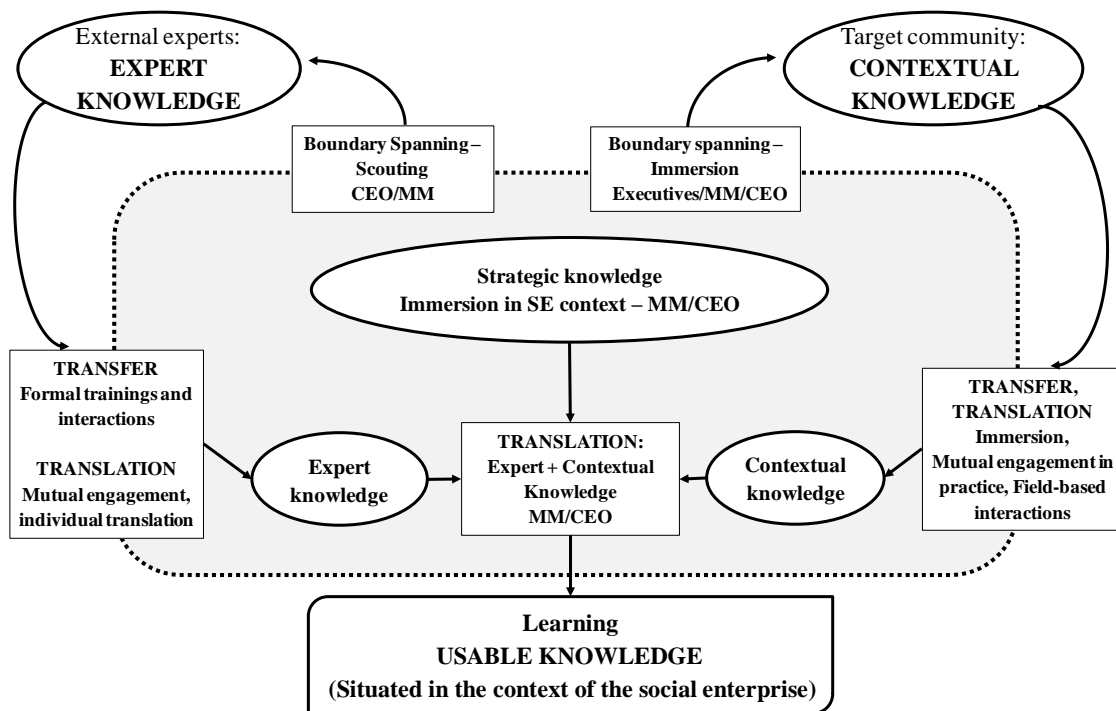 External experts:
EXPERT
KNOWLEDGE
Target community:
CONTEXTUAL
KNOWLEDGE
Boundary Spanning –
Scouting
CEO/MM
Boundary spanning –
Immersion
Executives/MM/CEO
Strategic knowledge
Immersion in SE context – MM/CEO
TRANSFER
Formal trainings and
interactions
TRANSLATION
Mutual engagement,
individual translation
Expert
knowledge
TRANSLATION:
Expert + Contextual
Knowledge
MM/CEO
Contextual
knowledge
TRANSFER,
TRANSLATION
Immersion,
Mutual engagement in
practice, Field-based
interactions
Learning
USABLE KNOWLEDGE
(Situated in the context of the social enterprise)